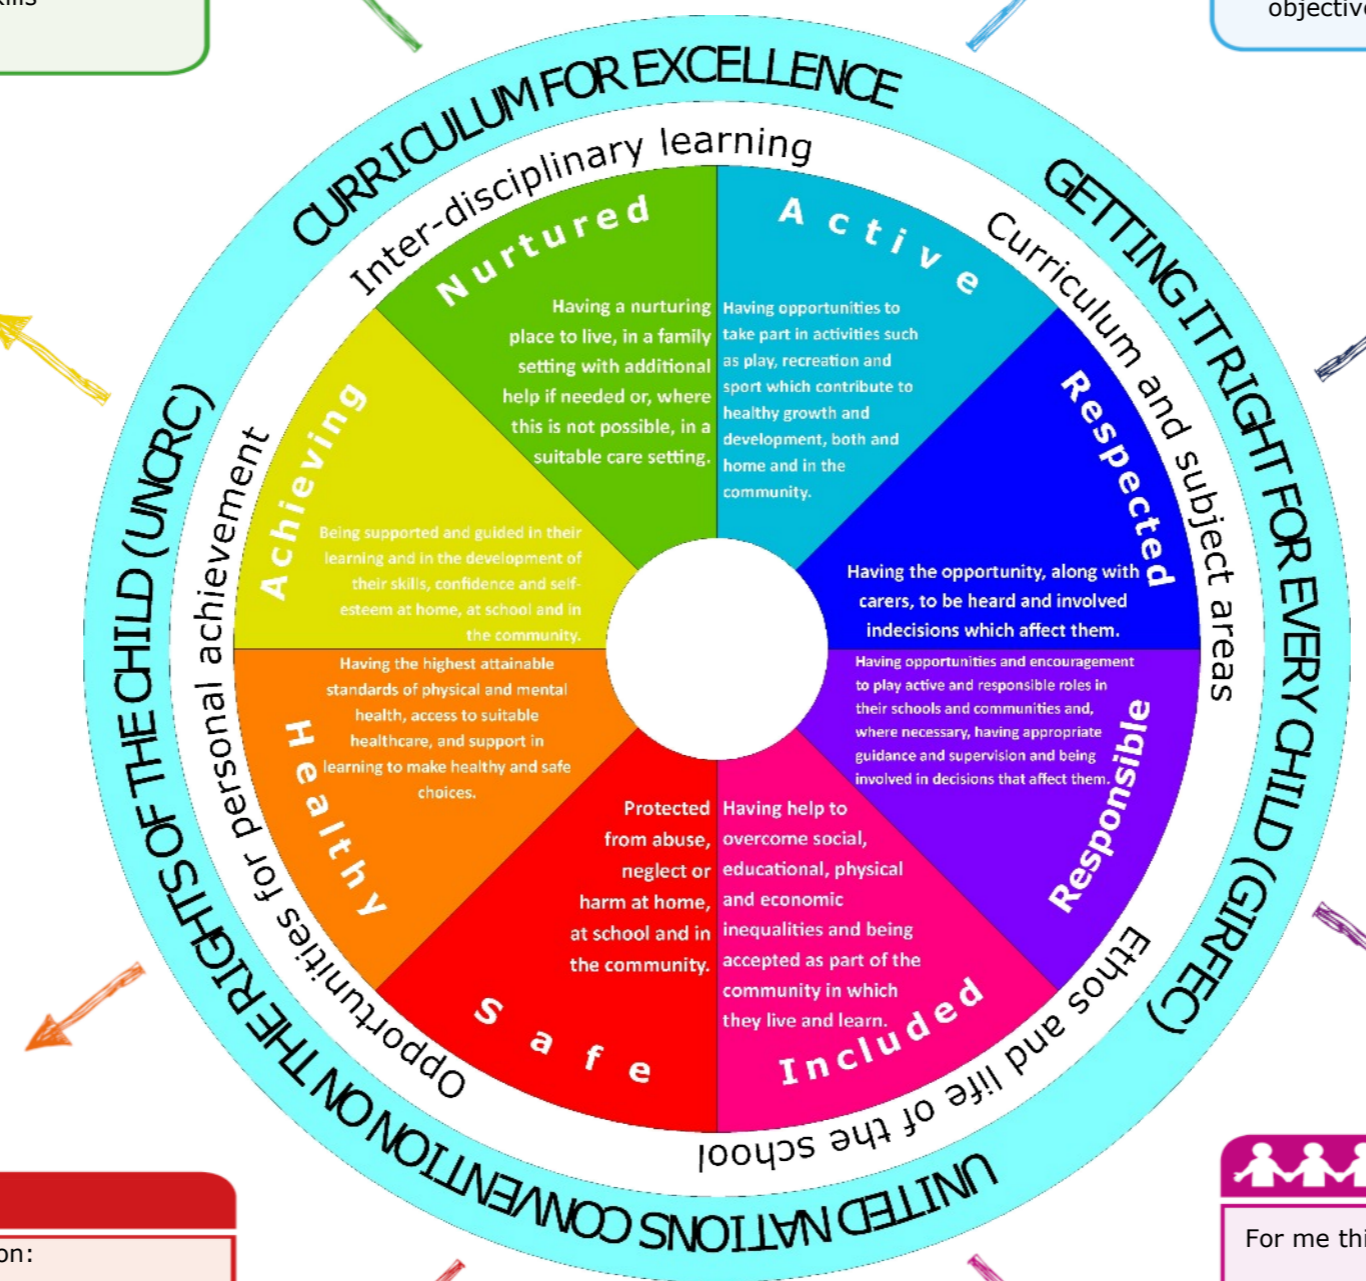 objective
CURRICULUM FOR EXCELLENCE
GETTING IT RIGHT FOR EVERY CHILD (GIRFEC)
UNITED NATIONS CONVENTION ON THE RIGHTS OF THE CHILD (UNCRC)
Inter-disciplinary learning
Curriculum and subject areas
Ethos and life of the school
Opportunities for personal achievement
Nurtured
Having a nurturing
place to live, in a family
setting with additional
help if needed or, where
this is not possible, in a
suitable care setting.
Active
Having opportunities to
take part in activities such
as play, recreation and
sport which contribute to
healthy growth and
development, both and
home and in the
community.
Respected
Having the opportunity, along with
carers, to be heard and involved
indecisions which affect them.
Responsible
Having opportunities and encouragement
to play active and responsible roles in
their schools and communities and,
where necessary, having appropriate
guidance and supervision and being
involved in decisions that affect them.
Included
Having help to
overcome social,
educational, physical
and economic
inequalities and being
accepted as part of the
community in which
they live and learn.
Safe
Protected
from abuse,
neglect or
harm at home,
at school and in
the community.
Healthy
Having the highest attainable
standards of physical and mental
health, access to suitable
healthcare, and support in
learning to make healthy and safe
choices.
Achieving
Being supported and guided in their
learning and in the development of
their skills, confidence and self-
esteem at home, at school and in
the community.
on:
For me thi